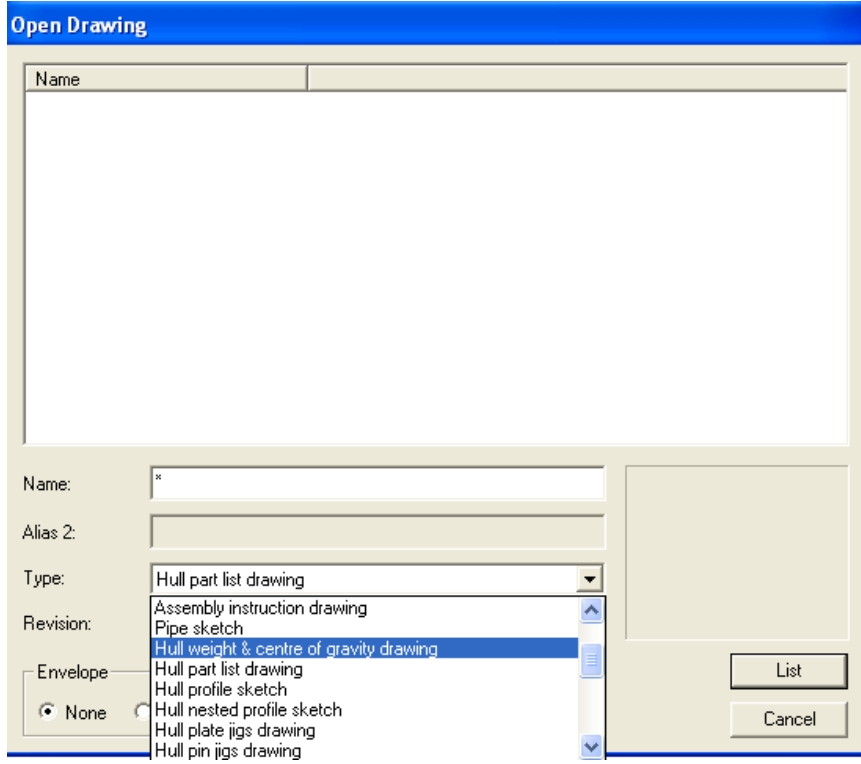 Open Drawing
Name
Name: *
Alias 2:
Type: Hull part list drawing
Assembly instruction drawing
Revision:
Pipe sketch
Hull weight & centre of gravity drawing
Envelope
Hull part list drawing
List
Hull profile sketch
None
Hull nested profile sketch
Cancel
Hull plate jigs drawing
Hull pin jigs drawing